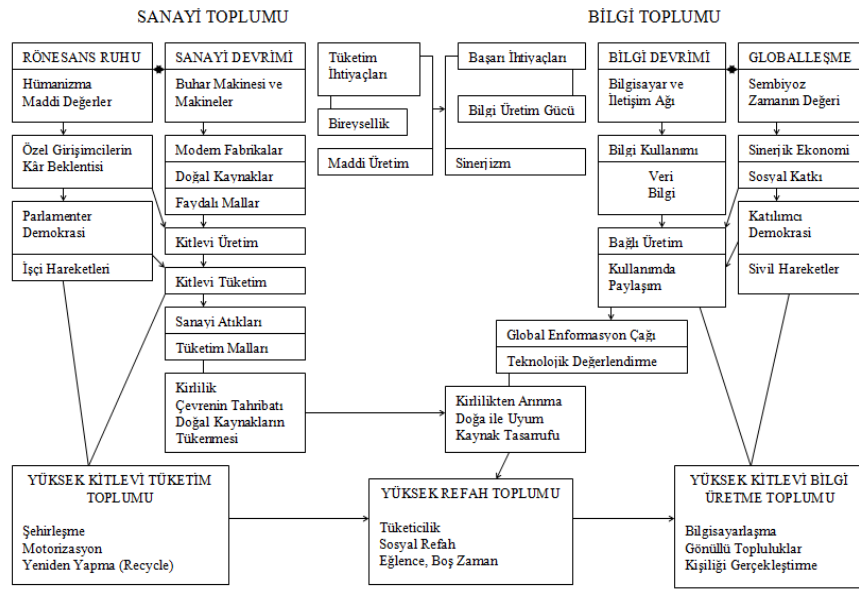 SANAYİ TOPLUMU
BİLGİ TOPLUMU
RÖNESANS RUHU
Hümanizma
Maddi Değerler
SANAYİ DEVRİMİ
Buhar Makinesi ve
Makineler
Tüketim
İhtiyaçları
Bireysellik
Maddi Üretim
Başarı İhtiyaçları
Bilgi Üretim Gücü
Sinerjizm
BİLGİ DEVRİMİ
Bilgisayar ve
İletişim Ağı
GLOBALLEŞME
Sembiyoz
Zamanın Değeri
Özel Girişimcilerin
Kâr Beklentisi
Modern Fabrikalar
Doğal Kaynaklar
Faydalı Mallar
Bilgi Kullanımı
Veri
Bilgi
Sinerjik Ekonomi
Sosyal Katkı
Parlamenter
Demokrasi
İşçi Hareketleri
Kitlevi Üretim
Kitlevi Tüketim
Bağlı Üretim
Kullanımda
Paylaşım
Katılımcı
Demokrasi
Sivil Hareketler
Sanayi Atıkları
Tüketim Malları
Global Enformasyon Çağı
Teknolojik Değerlendirme
Kirlilik
Çevrenin Tahribatı
Doğal Kaynakların
Tükenmesi
Kirlilikten Arınma
Doğa ile Uyum
Kaynak Tasarrufu
YÜKSEK KİTLEVİ TÜKETİM
TOPLUMU
Şehirleşme
Motorizasyon
Yeniden Yapma (Recycle)
YÜKSEK REFAH TOPLUMU
Tüketicilik
Sosyal Refah
Eğlence, Boş Zaman
YÜKSEK KİTLEVİ BİLGİ
ÜRETME TOPLUMU
Bilgisayarlaşma
Gönüllü Topluluklar
Kişiliği Gerçekleştirme